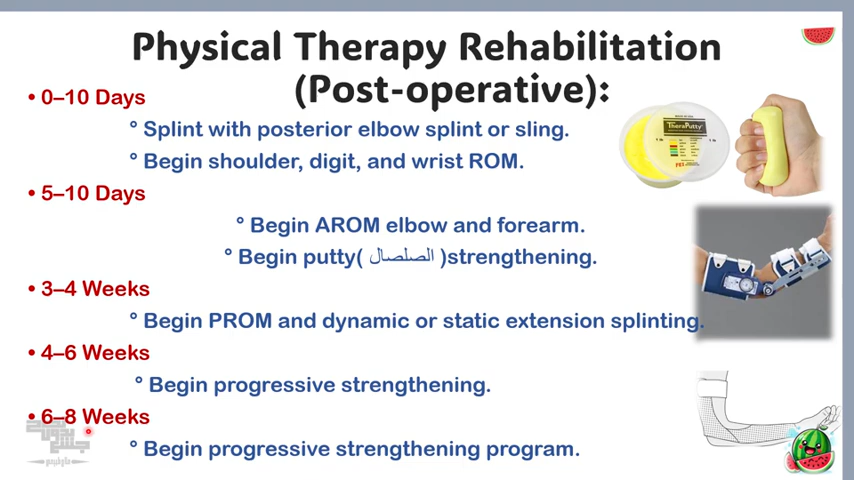 Physical Therapy Rehabilitation
(Post-operative):
• 0–10 Days
° Splint with posterior elbow splint or sling.
° Begin shoulder, digit, and wrist ROM.
• 5–10 Days
° Begin AROM elbow and forearm.
° Begin putty( الصلصال )strengthening.
• 3–4 Weeks
° Begin PROM and dynamic or static extension splinting.
• 4–6 Weeks
° Begin progressive strengthening.
• 6–8 Weeks
° Begin progressive strengthening program.
TheraPutty